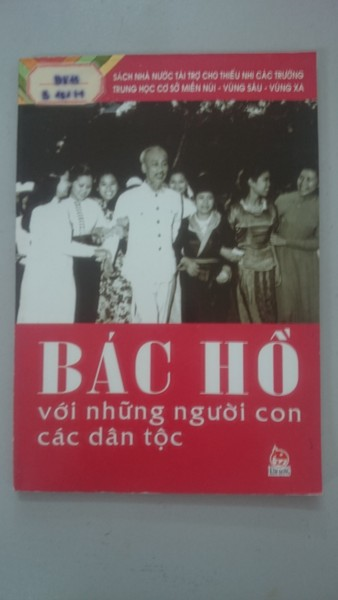 SÁCH NHÀ NƯỚC TÀI TRỢ CHO THIẾU NHI CÁC TRƯỜNG
TRUNG HỌC CƠ SỞ MIỀN NÚI - VÙNG SÂU - VÙNG XA
BÁC HỒ
với những người con
các dân tộc